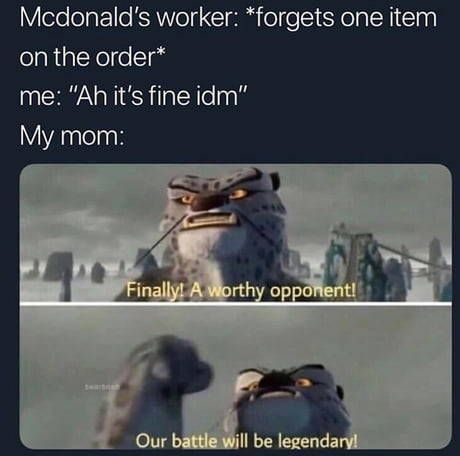 Mcdonald's worker: *forgets one item
on the order*
me: "Ah it's fine idm"
My mom:
Finally! A worthy opponent!
Our battle will be legendary!